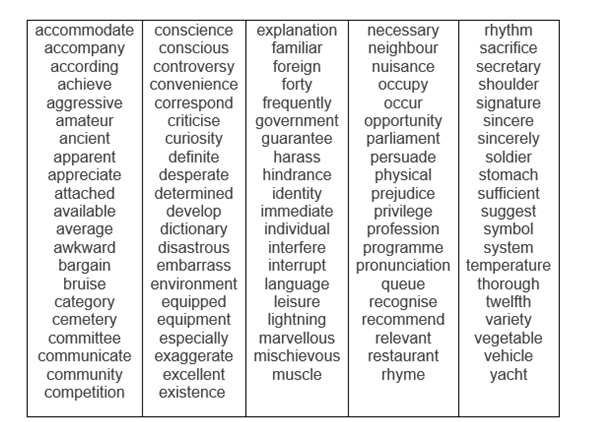 accommodate conscience explanation necessary rhythm
accompany conscious familiar neighbour sacrifice
according controversy foreign nuisance secretary
achieve convenience forty occupy shoulder
aggressive correspond frequently occur signature
amateur criticise government opportunity sincere
ancient curiosity guarantee parliament sincerely
apparent definite harass persuade soldier
appreciate desperate hindrance physical stomach
attached determined identity prejudice sufficient
available develop immediate privilege suggest
average dictionary individual profession symbol
awkward disastrous interfere programme system
bargain embarrass interrupt pronunciation temperature
bruise environment language queue thorough
category equipped leisure recognise twelfth
cemetery equipment lightning recommend variety
committee especially marvellous relevant vegetable
communicate exaggerate mischievous restaurant vehicle
community excellent muscle rhyme yacht
competition existence